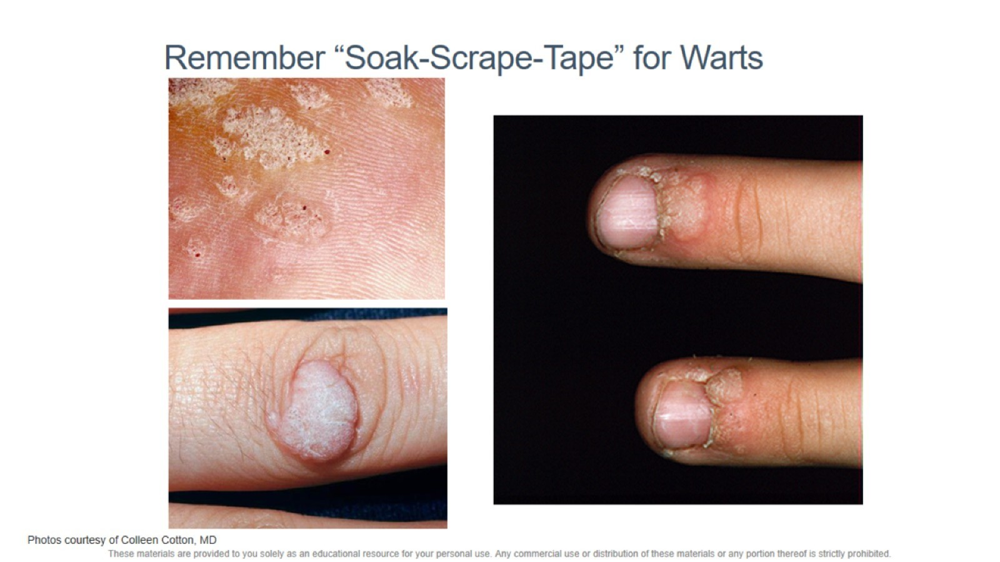 Remember “Soak-Scrape-Tape” for Warts
Photos courtesy of Colleen Cotton, MD
These materials are provided to you solely as an educational resource for your personal use. Any commercial use or distribution of these materials or any portion thereof is strictly prohibited.